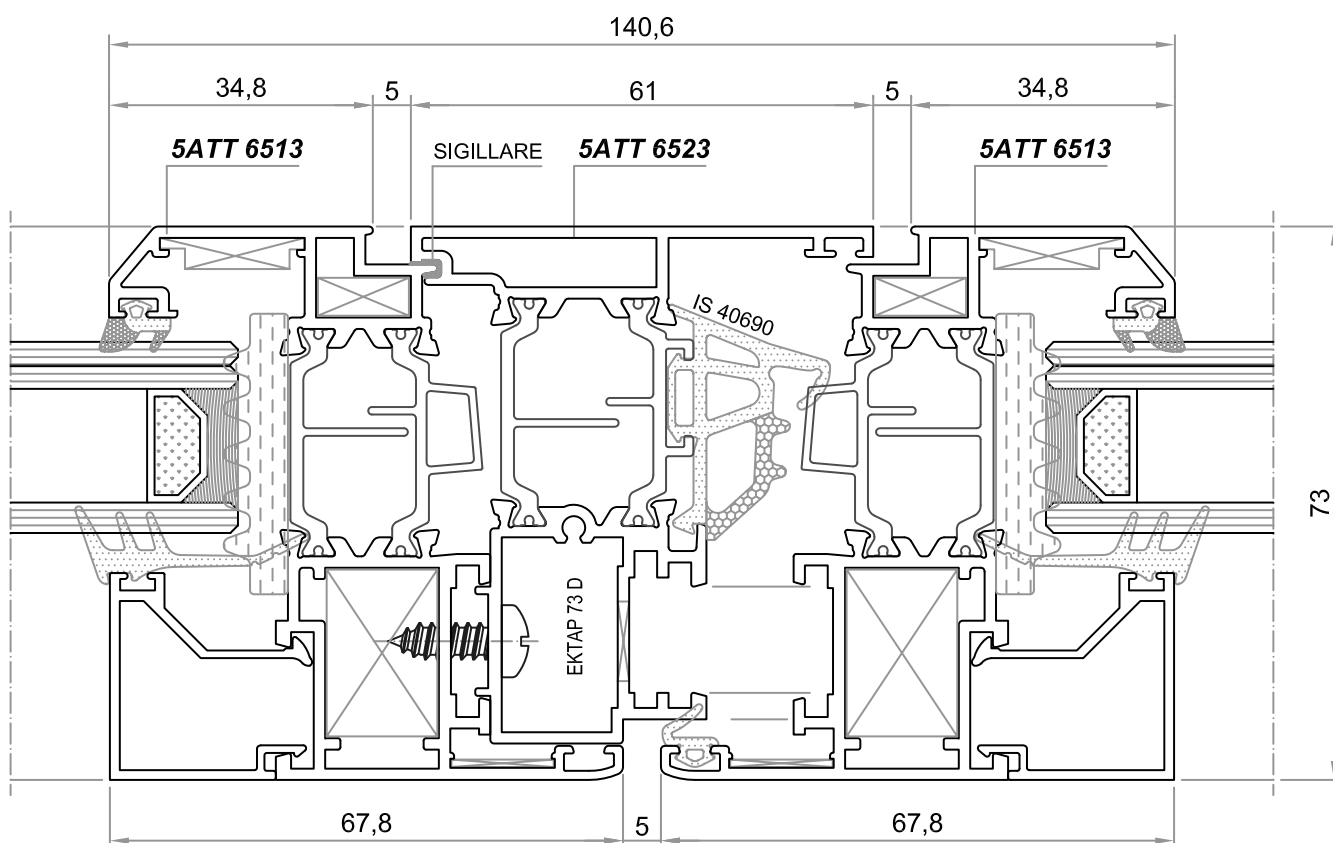 140,6
34,8
5
61
5
34,8
5ATT 6513
SIGILLARE
5ATT 6523
5ATT 6513
IS 40690
73
EKTAP 73 D
67,8
5
67,8